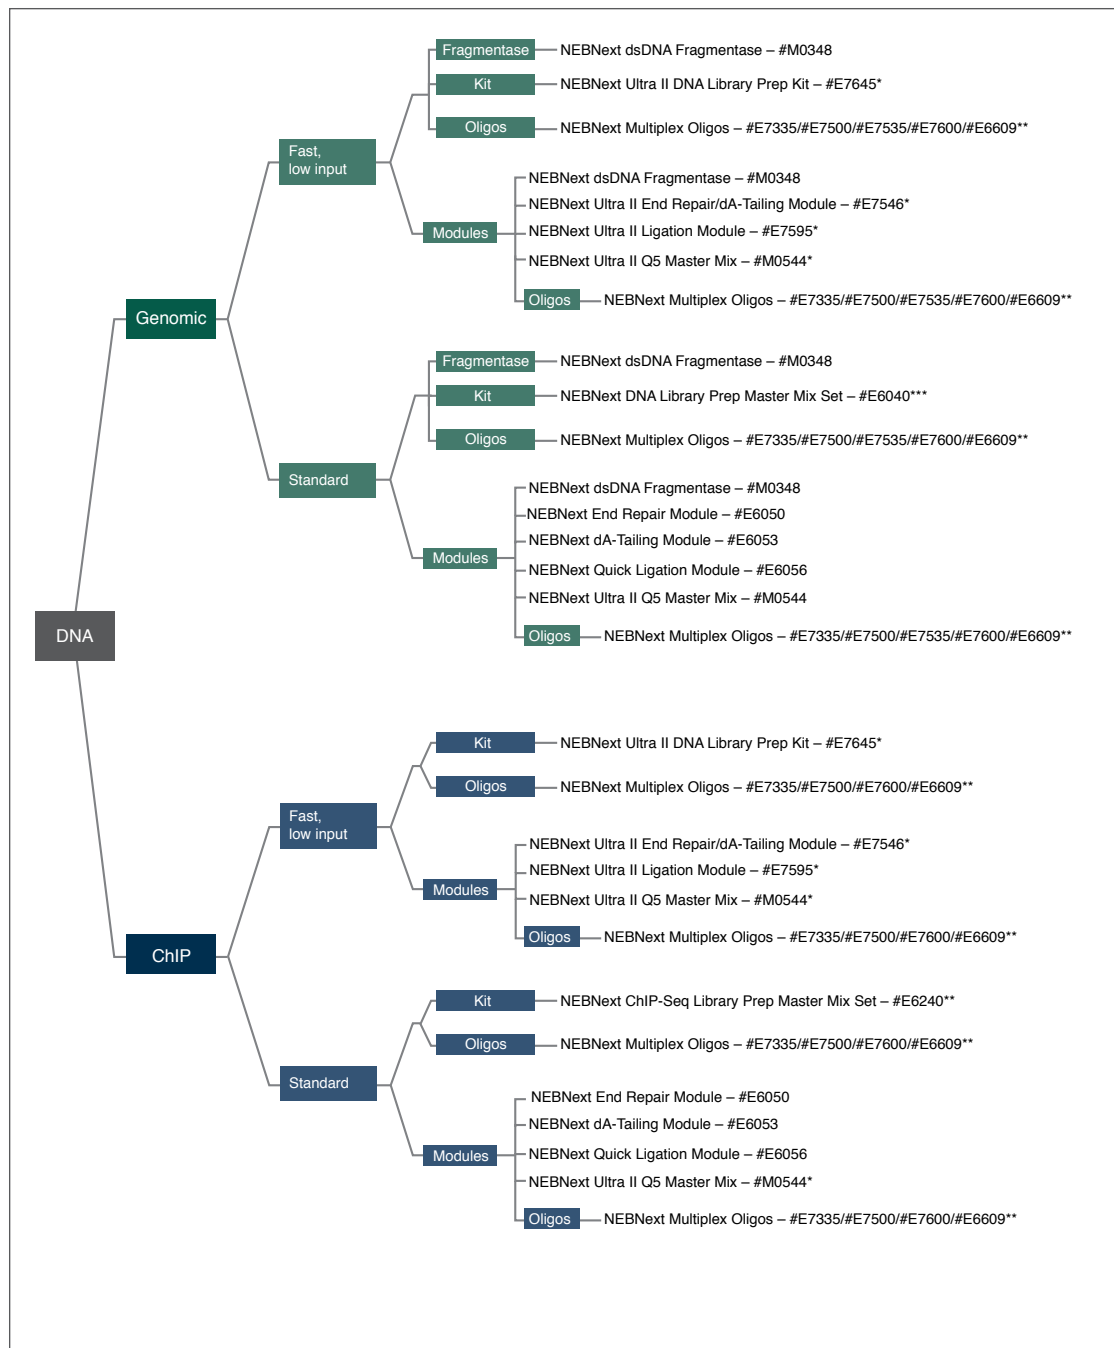 Fragmentase
NEBNext dsDNA Fragmentase – #M0348
Kit
NEBNext Ultra II DNA Library Prep Kit – #E7645*
Oligos
NEBNext Multiplex Oligos – #E7335/#E7500/#E7535/#E7600/#E6609**
Fast,
low input
NEBNext dsDNA Fragmentase – #M0348
NEBNext Ultra II End Repair/dA-Tailing Module – #E7546*
Modules
NEBNext Ultra II Ligation Module – #E7595*
NEBNext Ultra II Q5 Master Mix – #M0544*
Oligos
NEBNext Multiplex Oligos – #E7335/#E7500/#E7535/#E7600/#E6609**
Genomic
Fragmentase
NEBNext dsDNA Fragmentase – #M0348
Kit
NEBNext DNA Library Prep Master Mix Set – #E6040***
Oligos
NEBNext Multiplex Oligos – #E7335/#E7500/#E7535/#E7600/#E6609**
Standard
NEBNext dsDNA Fragmentase – #M0348
NEBNext End Repair Module – #E6050
NEBNext dA-Tailing Module – #E6053
Modules
NEBNext Quick Ligation Module – #E6056
NEBNext Ultra II Q5 Master Mix – #M0544
Oligos
NEBNext Multiplex Oligos – #E7335/#E7500/#E7535/#E7600/#E6609**
DNA
Kit
NEBNext Ultra II DNA Library Prep Kit – #E7645*
Oligos
NEBNext Multiplex Oligos – #E7335/#E7500/#E7600/#E6609**
Fast,
low input
NEBNext Ultra II End Repair/dA-Tailing Module – #E7546*
NEBNext Ultra II Ligation Module – #E7595*
Modules
NEBNext Ultra II Q5 Master Mix – #M0544*
Oligos
NEBNext Multiplex Oligos – #E7335/#E7500/#E7600/#E6609**
ChIP
Kit
NEBNext ChIP-Seq Library Prep Master Mix Set – #E6240**
Oligos
NEBNext Multiplex Oligos – #E7335/#E7500/#E7600/#E6609**
Standard
NEBNext End Repair Module – #E6050
NEBNext dA-Tailing Module – #E6053
Modules
NEBNext Quick Ligation Module – #E6056
NEBNext Ultra II Q5 Master Mix – #M0544*
Oligos
NEBNext Multiplex Oligos – #E7335/#E7500/#E7600/#E6609**